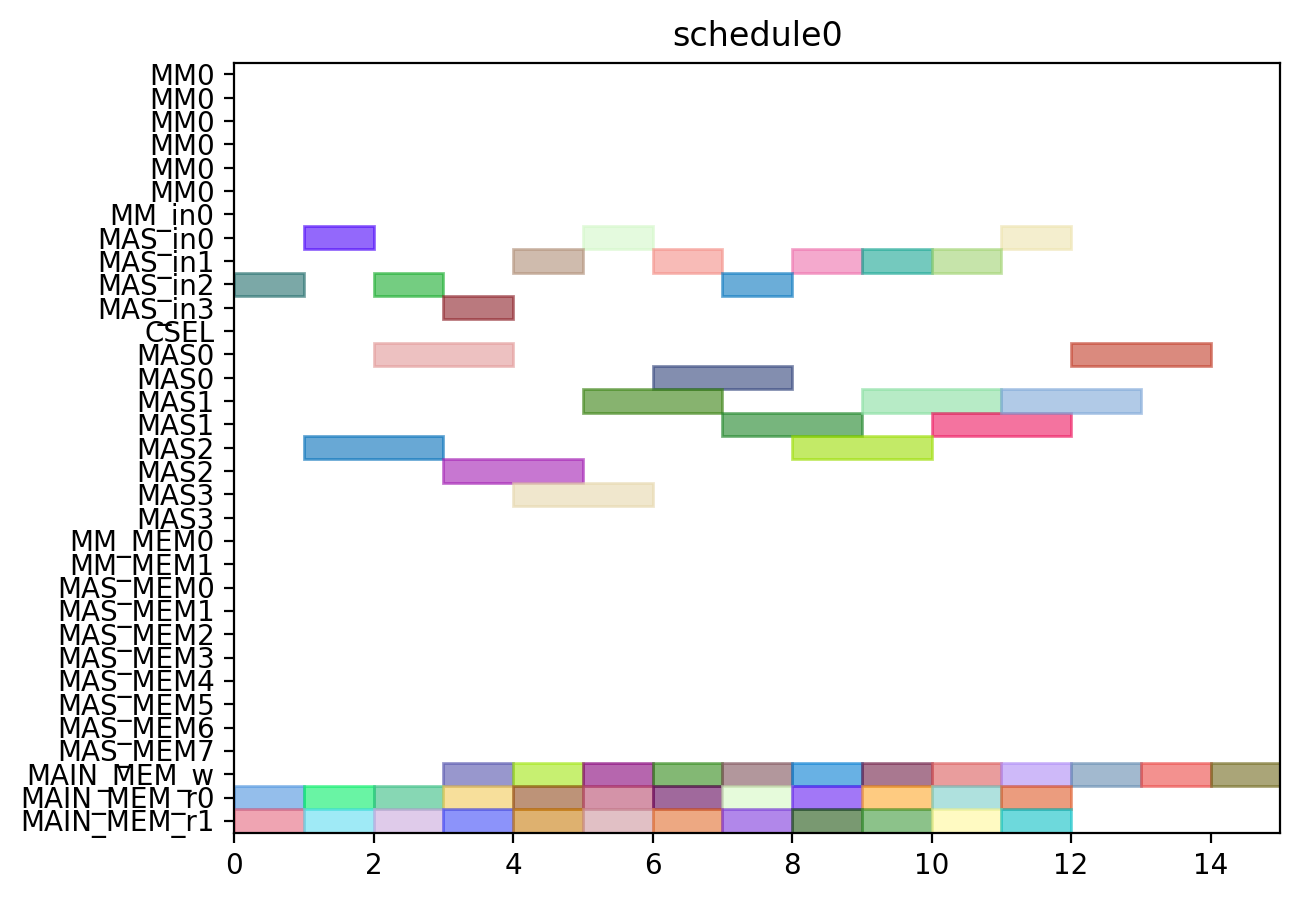 schedule0
MM0
MM0
MM0
MM0
MM0
MM0
MM_in0
MAS_in0
MAS_in1
MAS_in2
MAS_in3
CSEL
MAS0
MAS0
MAS1
MAS1
MAS2
MAS2
MAS3
MAS3
MM_MEM0
MM_MEM1
MAS_MEM0
MAS_MEM1
MAS_MEM2
MAS_MEM3
MAS_MEM4
MAS_MEM5
MAS_MEM6
MAS_MEM7
MAIN_MEM_w
MAIN_MEM_r0
MAIN_MEM_r1
0 2 4 6 8 10 12 14